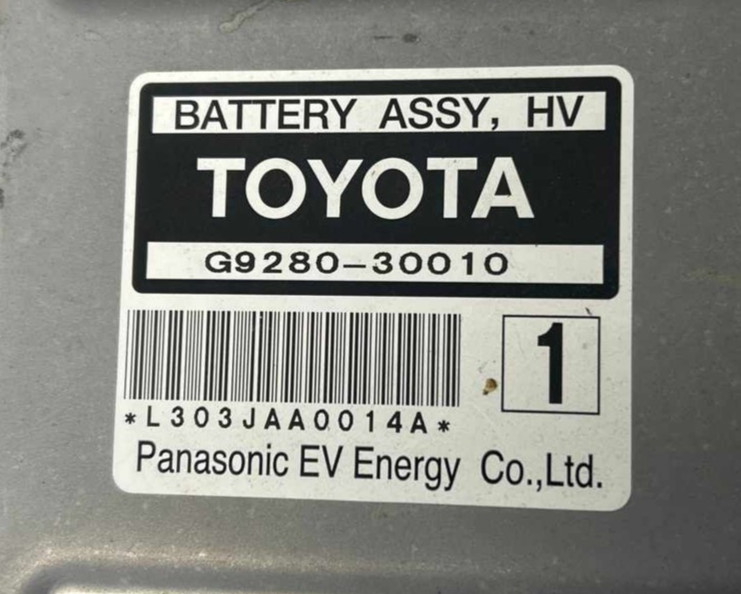 BATTERY ASSY, HV
TOYOTA
G9280-30010
1
*L303JAA0014A*
Panasonic EV Energy Co.,Ltd.